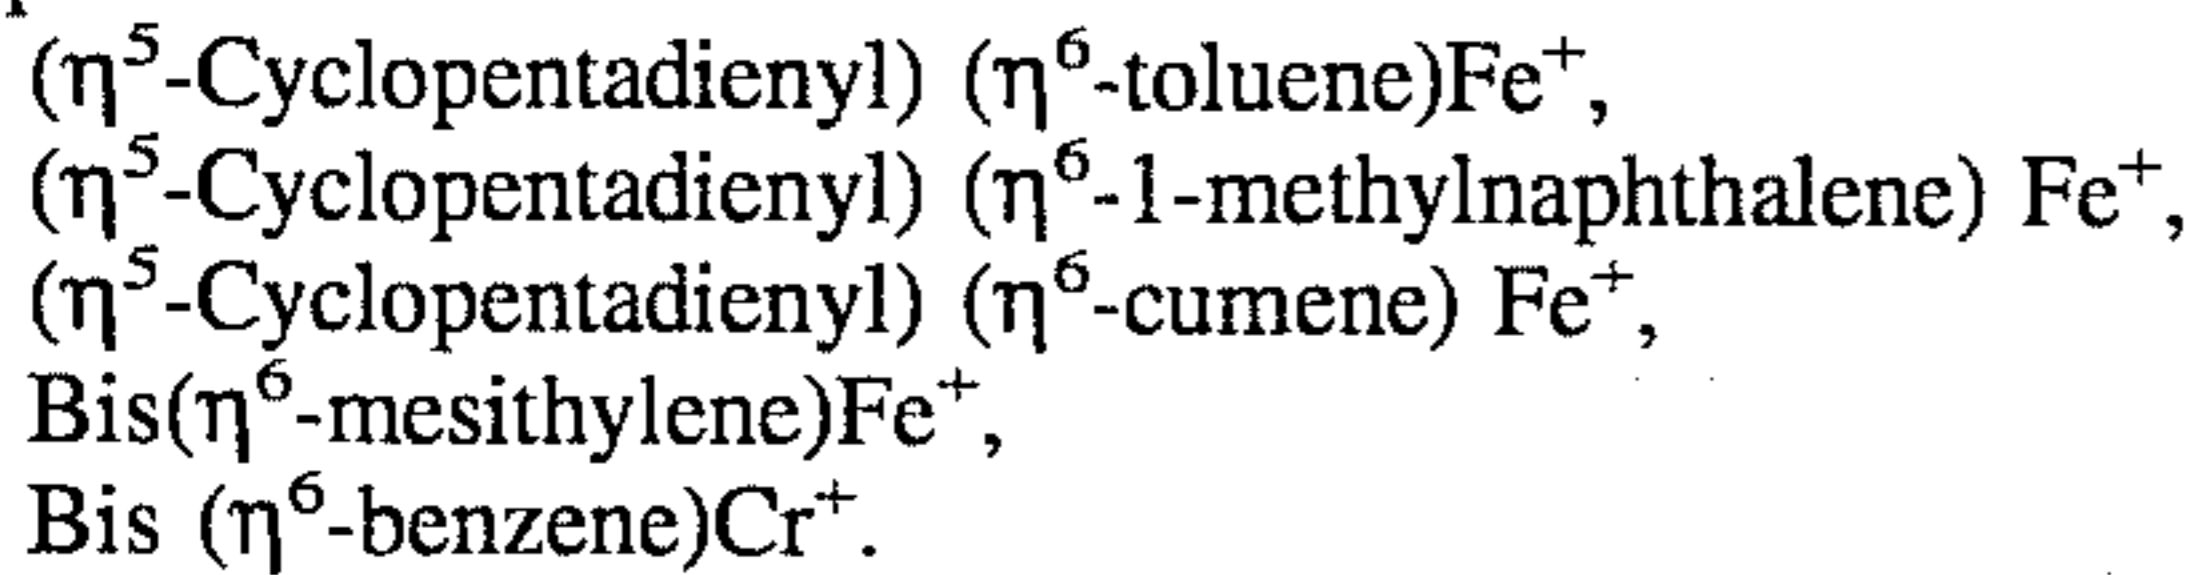 (η⁵-Cyclopentadienyl) (η⁶-toluene)Fe⁺,
(η⁵-Cyclopentadienyl) (η⁶-1-methylnaphthalene) Fe⁺,
(η⁵-Cyclopentadienyl) (η⁶-cumene) Fe⁺,
Bis(η⁶-mesithylene)Fe⁺,
Bis (η⁶-benzene)Cr⁺.